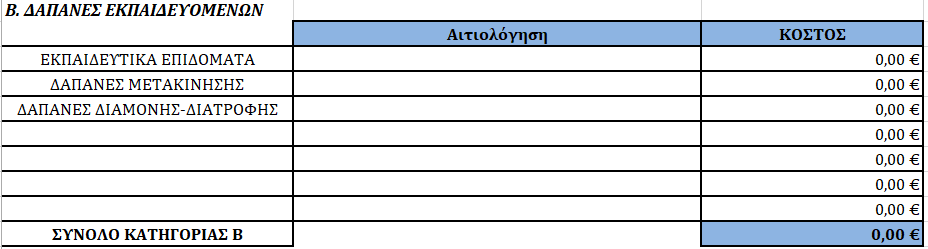 Β. ΔΑΠΑΝΕΣ ΕΚΠΑΙΔΕΥΟΜΕΝΩΝ
Αιτιολόγηση ΚΟΣΤΟΣ
ΕΚΠΑΙΔΕΥΤΙΚΑ ΕΠΙΔΟΜΑΤΑ 0,00 €
ΔΑΠΑΝΕΣ ΜΕΤΑΚΙΝΗΣΗΣ 0,00 €
ΔΑΠΑΝΕΣ ΔΙΑΜΟΝΗΣ-ΔΙΑΤΡΟΦΗΣ 0,00 €
0,00 €
0,00 €
0,00 €
0,00 €
ΣΥΝΟΛΟ ΚΑΤΗΓΟΡΙΑΣ Β 0,00 €